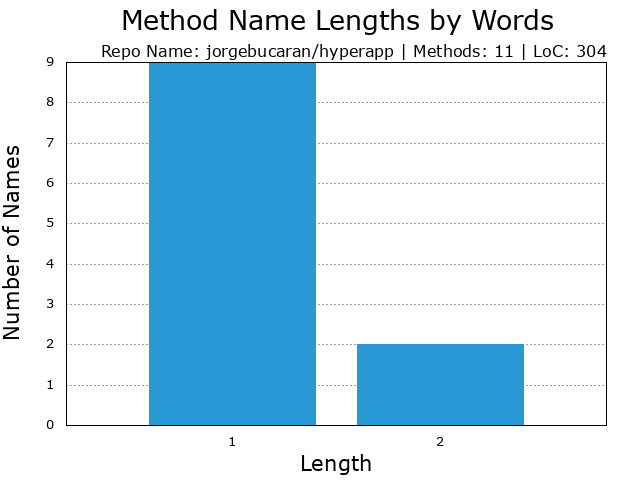 Method Name Lengths by Words
Repo Name: jorgebucaran/hyperapp | Methods: 11 | LoC: 304
Number of Names
9
8
7
6
5
4
3
2
1
0
1 2
Length